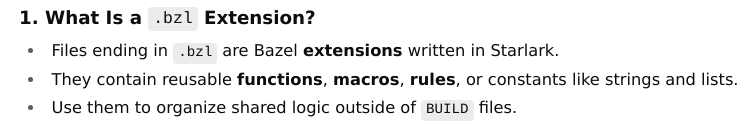 1. What Is a .bzl Extension?
• Files ending in .bzl are Bazel extensions written in Starlark.
• They contain reusable functions, macros, rules, or constants like strings and lists.
• Use them to organize shared logic outside of BUILD files.